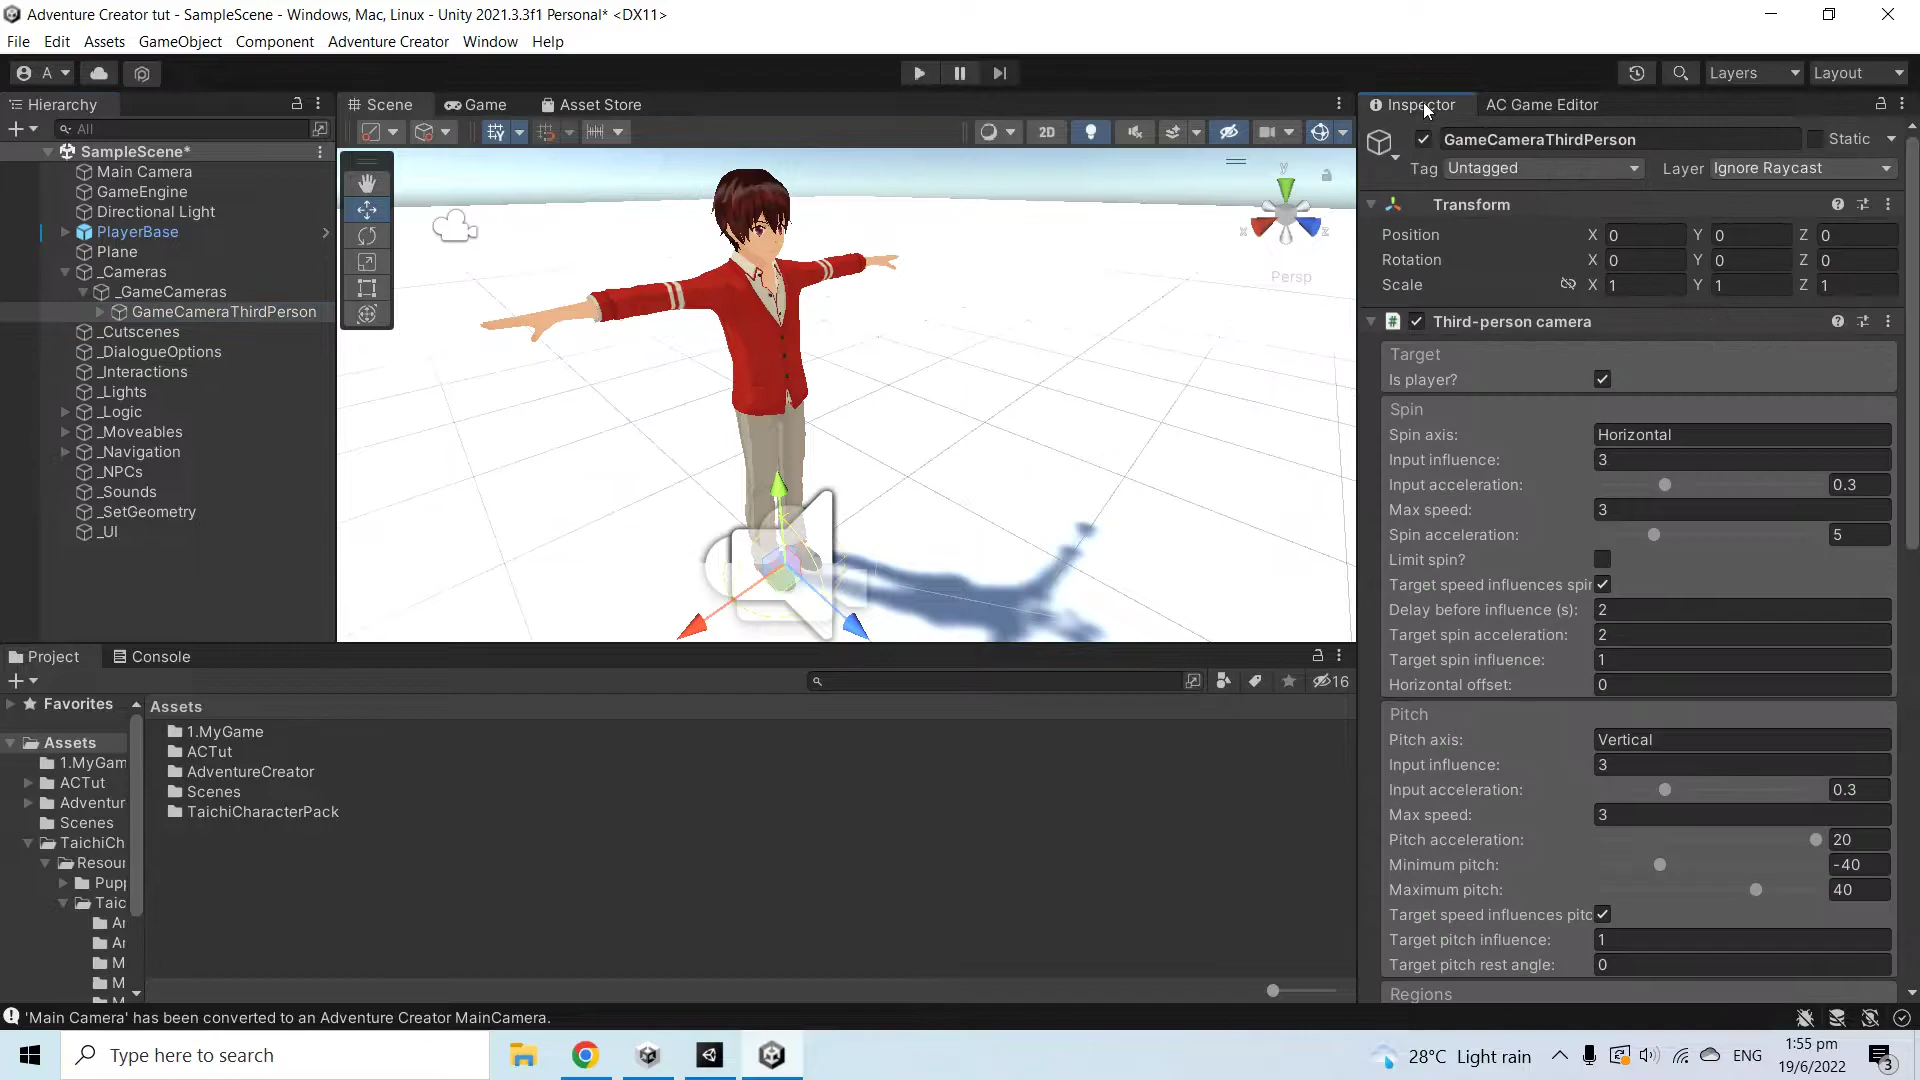 Adventure Creator tut - SampleScene - Windows, Mac, Linux - Unity 2021.3.3f1 Personal* <DX11>
File Edit Assets GameObject Component Adventure Creator Window Help
A Layers Layout
Hierarchy Scene Game Asset Store Inspector AC Game Editor
All 2D
SampleScene*
Main Camera
GameEngine
Directional Light
PlayerBase
Plane
_Cameras
_GameCameras
GameCameraThirdPerson
_Cutscenes
_DialogueOptions
_Interactions
_Lights
_Logic
_Moveables
_Navigation
_NPCs
_Sounds
_SetGeometry
_UI
y
x z
Persp
GameCameraThirdPerson Static
Tag Untagged Layer Ignore Raycast
Transform
Position X 0 Y 0 Z 0
Rotation X 0 Y 0 Z 0
Scale X 1 Y 1 Z 1
# Third-person camera
Target
Is player?
Spin
Spin axis: Horizontal
Input influence: 3
Input acceleration: 0.3
Max speed: 3
Spin acceleration: 5
Limit spin?
Target speed influences spin
Delay before influence (s): 2
Target spin acceleration: 2
Target spin influence: 1
Horizontal offset: 0
Pitch
Pitch axis: Vertical
Input influence: 3
Input acceleration: 0.3
Max speed: 3
Pitch acceleration: 20
Minimum pitch: -40
Maximum pitch: 40
Target speed influences pitc
Target pitch influence: 1
Target pitch rest angle: 0
Regions
Project Console
16
Favorites
Assets
1.MyGam
ACTut
Adventur
Scenes
TaichiCh
Resour
Pupp
Taic
Ar
Ar
M
M
M
Assets
1.MyGame
ACTut
AdventureCreator
Scenes
TaichiCharacterPack
'Main Camera' has been converted to an Adventure Creator MainCamera.
Type here to search
28°C Light rain ENG 1:55 pm
19/6/2022
3